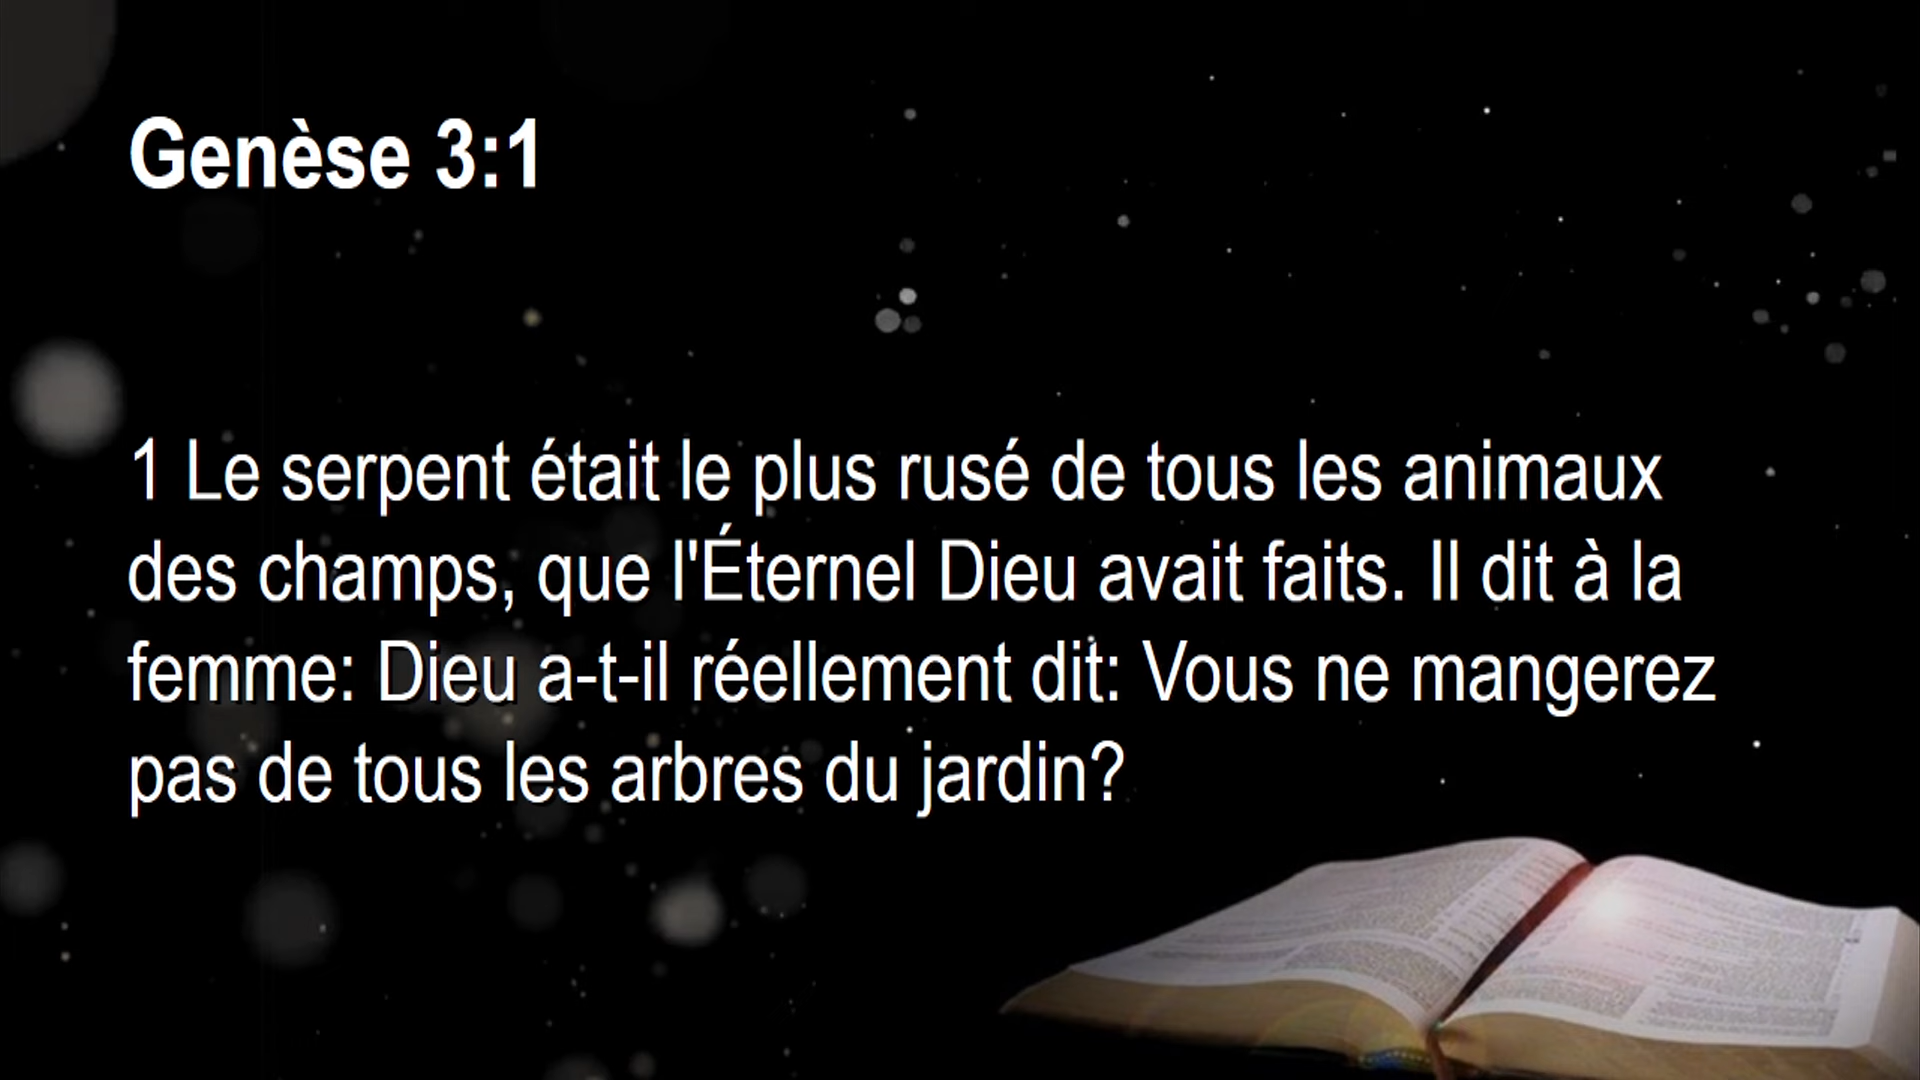 Genèse 3:1
1 Le serpent était le plus rusé de tous les animaux
des champs, que l'Éternel Dieu avait faits. Il dit à la
femme: Dieu a-t-il réellement dit: Vous ne mangerez
pas de tous les arbres du jardin?